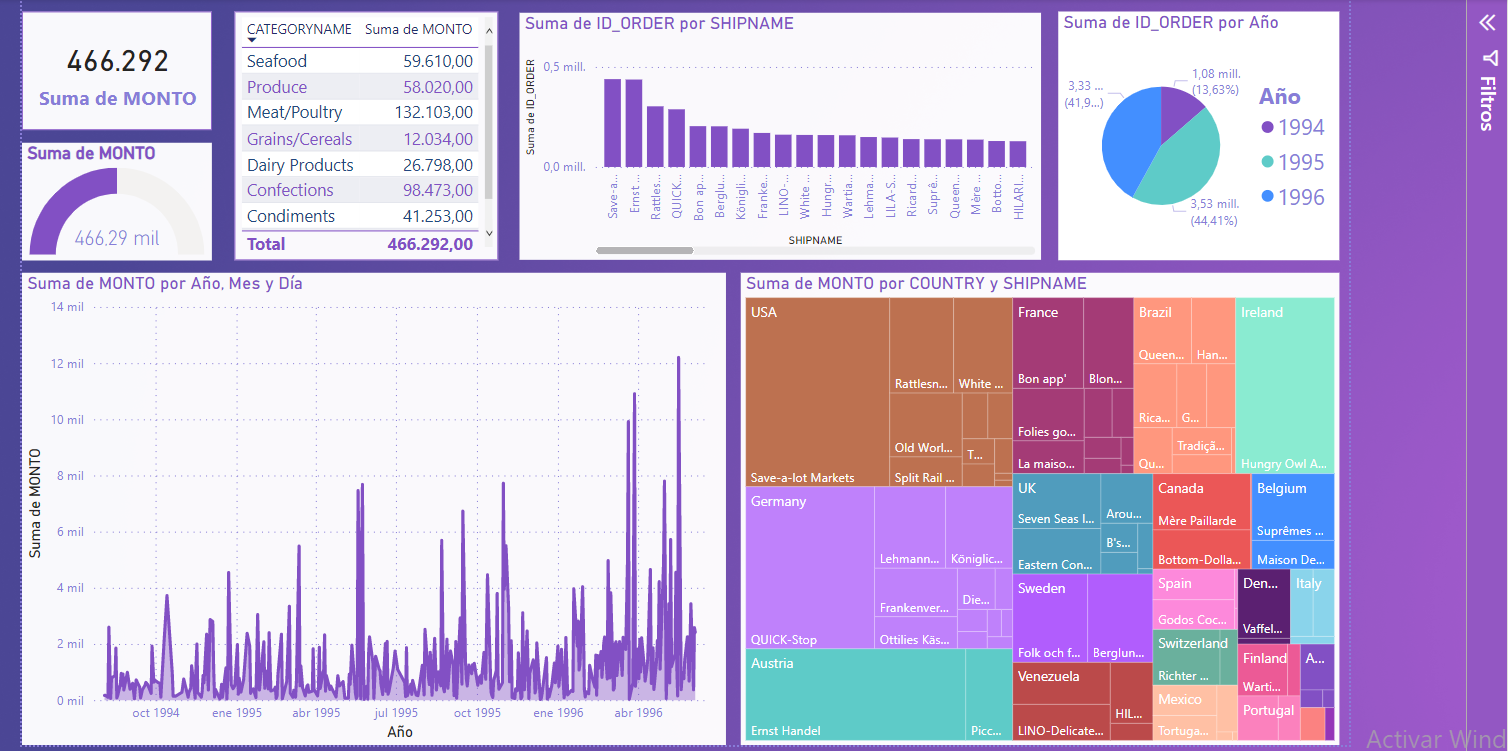 466.292
Suma de MONTO
Suma de MONTO
466.29 mil
CATEGORYNAME Suma de MONTO
Seafood 59.610,00
Produce 58.020,00
Meat/Poultry 132.103,00
Grains/Cereals 12.034,00
Dairy Products 26.798,00
Confections 98.473,00
Condiments 41.253,00
Total 466.292,00
Suma de ID_ORDER por SHIPNAME
Suma de ID_ORDER
0,5 mill.
0,0 mill.
Save-a...
Ernst ...
Rattles...
QUICK...
Bon ap...
Berglu...
Königli...
Franke...
LINO-...
White ...
Hungr...
Wartia...
Lehma...
LILA-S...
Ricard...
Suprê...
Queen...
Mère ...
Botto...
HILARI...
SHIPNAME
Suma de ID_ORDER por Año
1,08 mill.
(13,63%)
3,33 ...
(41,9...)
3,53 mill.
(44,41%)
Año
1994
1995
1996
Filtros
Suma de MONTO por Año, Mes y Día
Suma de MONTO
14 mil
12 mil
10 mil
8 mil
6 mil
4 mil
2 mil
0 mil
oct 1994
ene 1995
abr 1995
jul 1995
oct 1995
ene 1996
abr 1996
Año
Suma de MONTO por COUNTRY y SHIPNAME
USA
Rattlesn...
White ...
Old Worl...
T...
Save-a-lot Markets
Split Rail ...
Germany
Lehmann...
Königlic...
Frankenver...
Die...
QUICK-Stop
Ottilies Käs...
Austria
Ernst Handel
Picc...
France
Bon app'
Blon...
Folies go...
La maiso...
Brazil
Queen...
Han...
Rica...
G...
Qu...
Tradiçã...
Ireland
Hungry Owl A...
UK
Seven Seas I...
Arou...
B's...
Eastern Con...
Sweden
Folk och f...
Berglun...
Venezuela
LINO-Delicate...
HIL...
Canada
Mère Paillarde
Bottom-Dolla...
Belgium
Suprêmes ...
Maison De...
Spain
Godos Coc...
Den...
Vaffel...
Italy
Switzerland
Richter ...
Finland
Warti...
A...
Mexico
Tortuga...
Portugal
Activar Wind